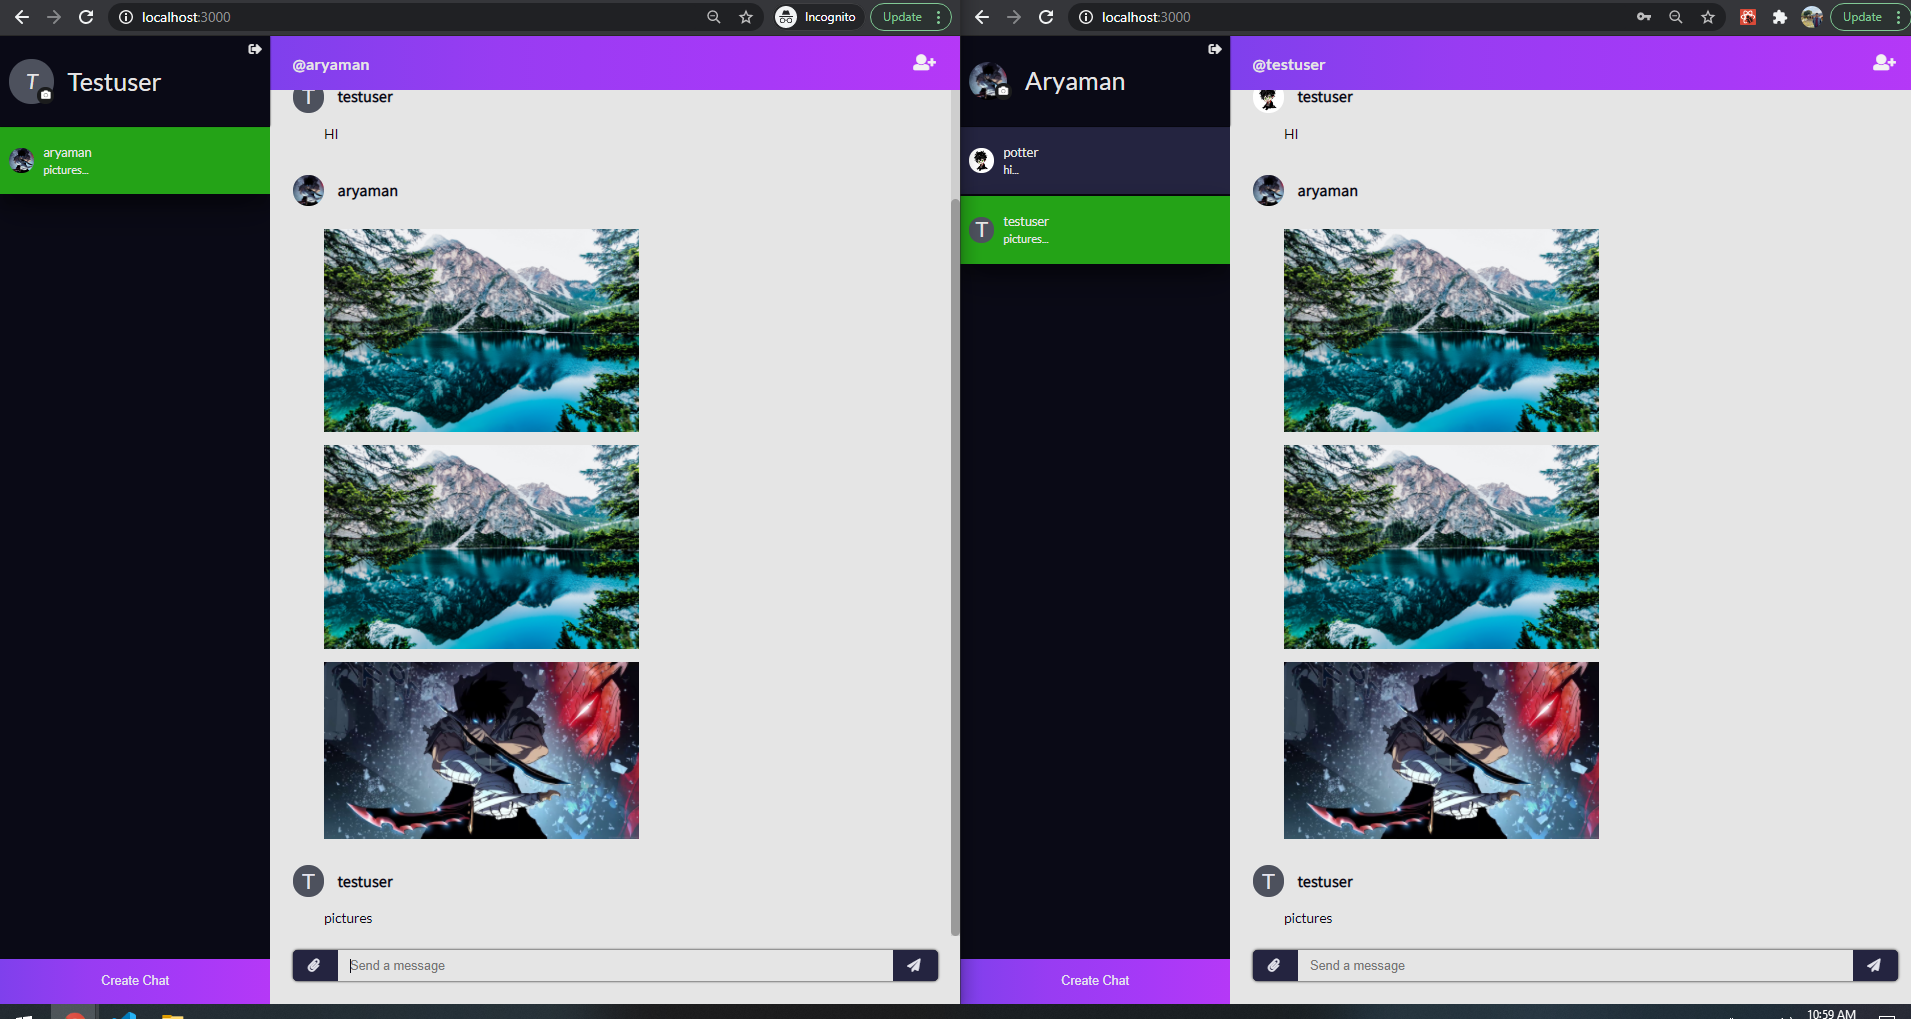 localhost:3000
Incognito
Update
T
Testuser
aryaman
pictures...
Create Chat
@aryaman
T
testuser
HI
aryaman
T
testuser
pictures
Send a message
localhost:3000
Update
Aryaman
potter
hi...
T
testuser
pictures...
Create Chat
@testuser
testuser
HI
aryaman
T
testuser
pictures
Send a message
10:59 AM